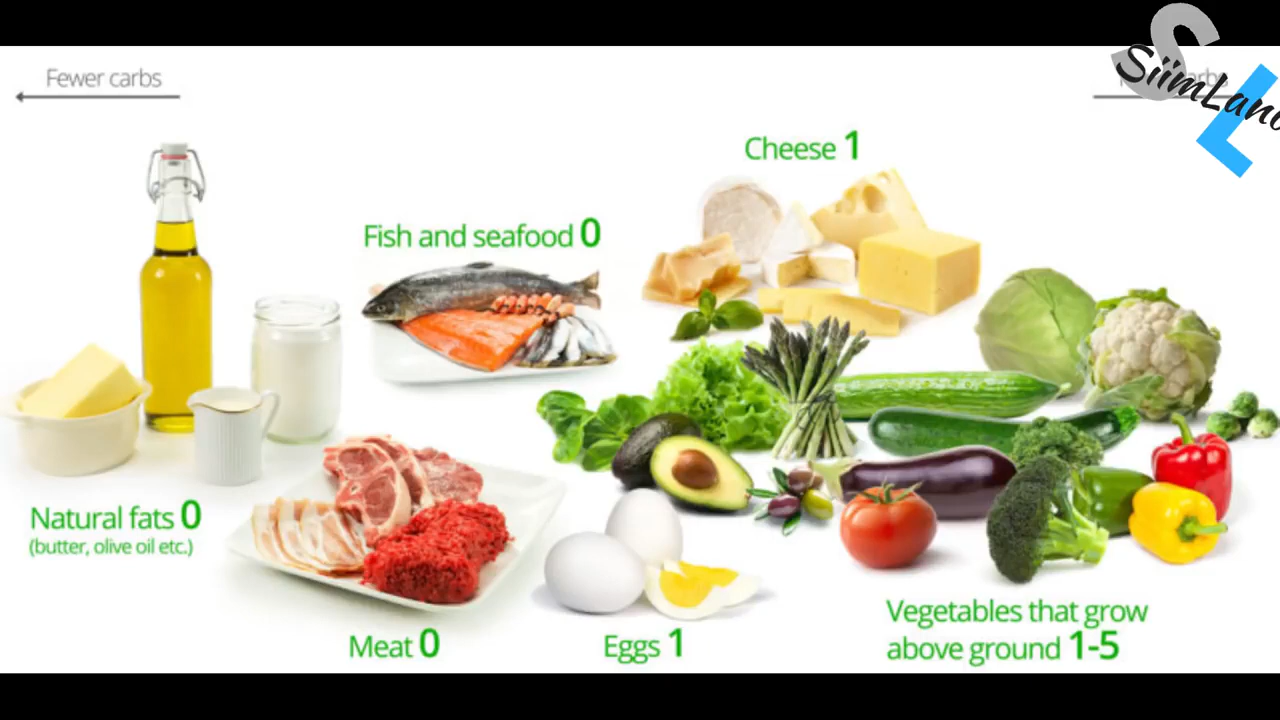 Fewer carbs
SiimLand
Cheese 1
Fish and seafood 0
Natural fats 0
(butter, olive oil etc.)
Meat 0
Eggs 1
Vegetables that grow
above ground 1-5